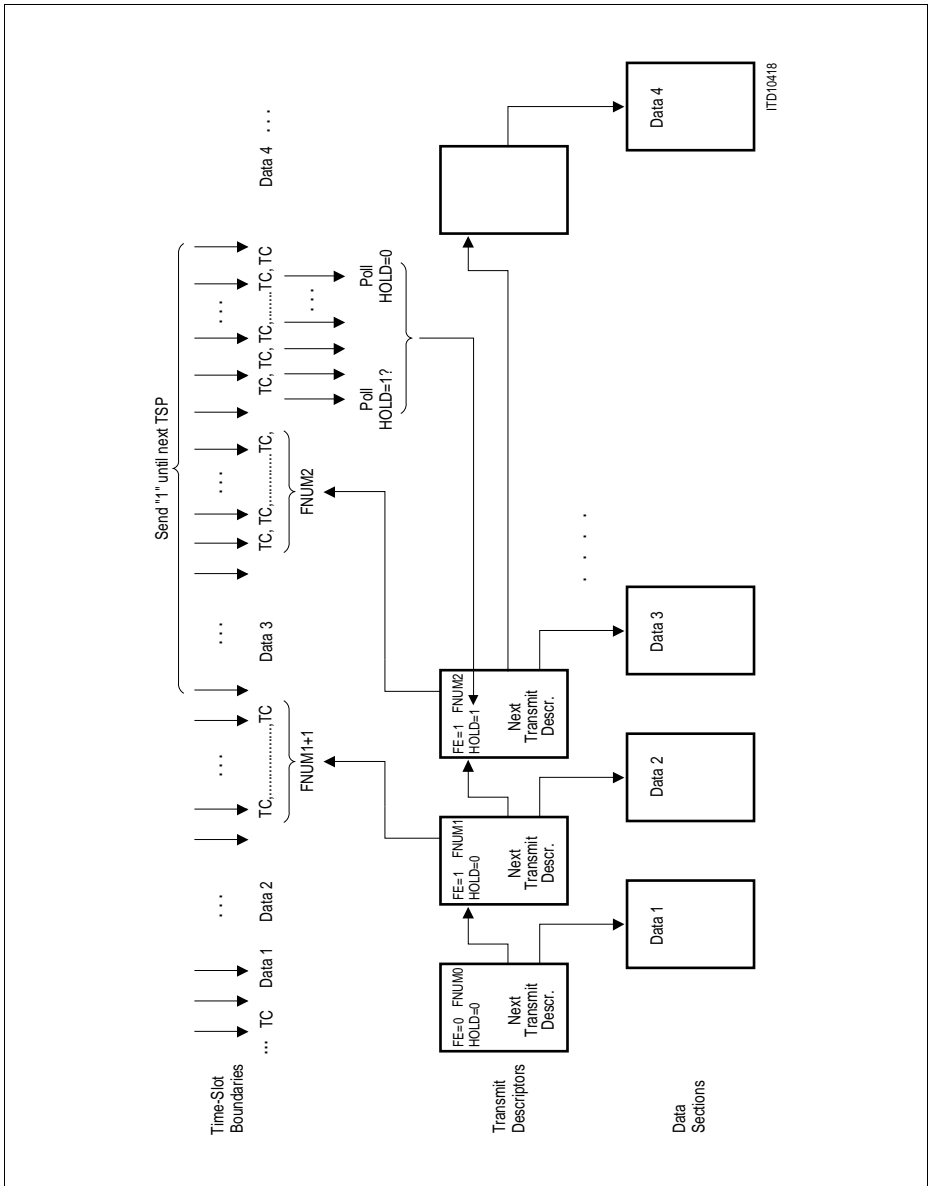 Send "1" until next TSP
Time-Slot
Boundaries
... TC
Data 1
Data 2
...
TC,...............,TC
...
FNUM1+1
Data 3
...
TC, TC,...............TC,
...
FNUM2
TC, TC, TC, TC,........TC, TC
...
...
Poll
HOLD=1?
Poll
HOLD=0
Data 4 ...
Transmit
Descriptors
FE=0 FNUM0
HOLD=0
Next
Transmit
Descr.
FE=1 FNUM1
HOLD=0
Next
Transmit
Descr.
FE=1 FNUM2
HOLD=1
Next
Transmit
Descr.
. . . .
Data
Sections
Data 1
Data 2
Data 3
Data 4
ITD10418